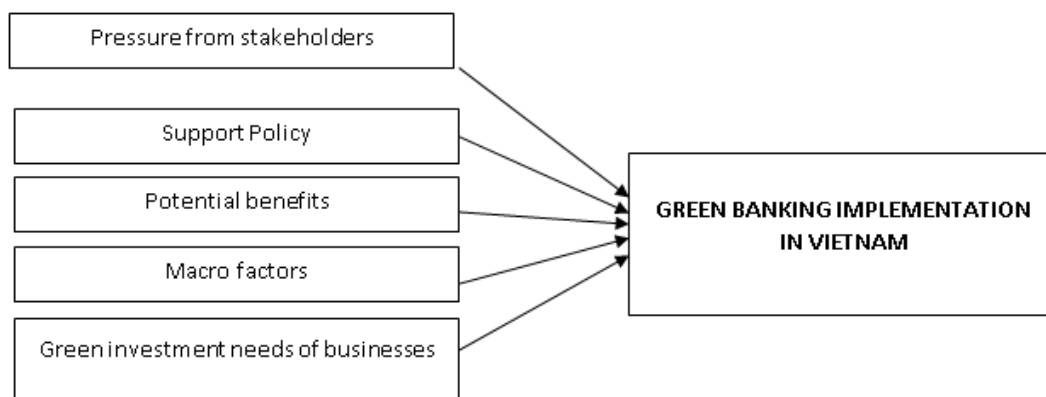 Pressure from stakeholders
Support Policy
Potential benefits
Macro factors
Green investment needs of businesses
GREEN BANKING IMPLEMENTATION
IN VIETNAM